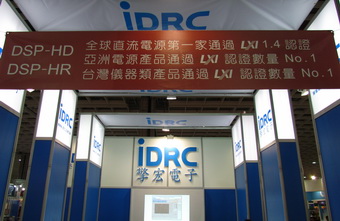 iDRC
DSP-HD
DSP-HR
全球直流電源第一家通過 LXI 1.4 認證
亞洲電源產品通過 LXI 認證數量 No.1
台灣儀器類產品通過 LXI 認證數量 No.1
iDRC
iDRC
iDRC
擎宏電子